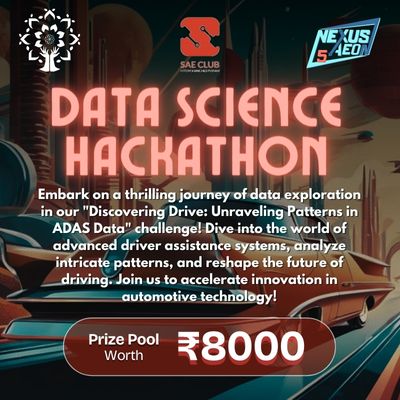 SAE CLUB
NEXUS
5 AEON
DATA SCIENCE
HACKATHON
Embark on a thrilling journey of data exploration
in our "Discovering Drive: Unraveling Patterns in
ADAS Data" challenge! Dive into the world of
advanced driver assistance systems, analyze
intricate patterns, and reshape the future of
driving. Join us to accelerate innovation in
automotive technology!
Prize Pool
Worth
₹8000